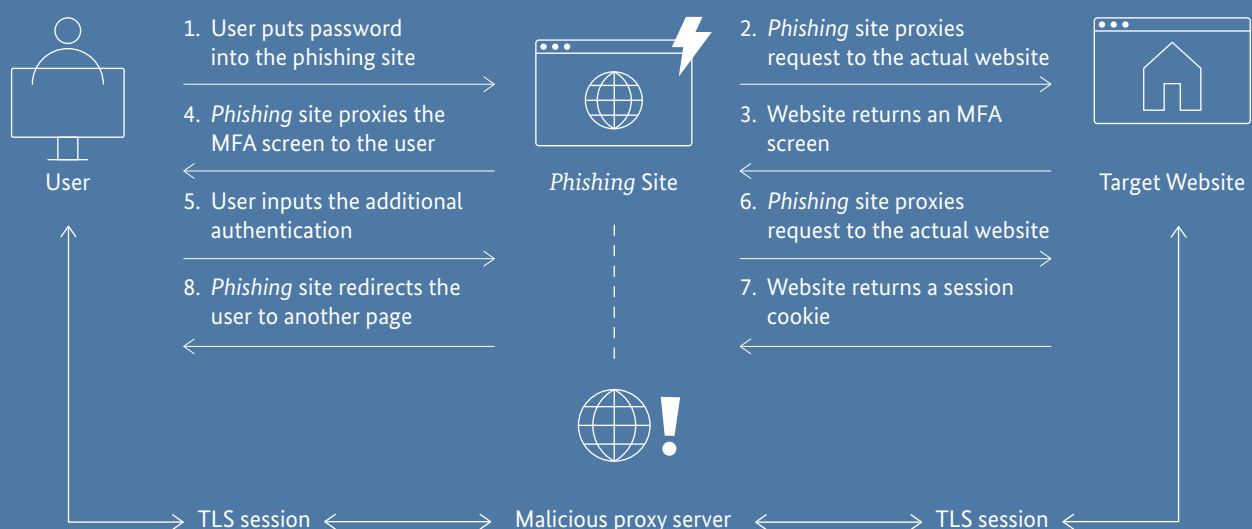 1. User puts password
into the phishing site
2. Phishing site proxies
request to the actual website
4. Phishing site proxies the
MFA screen to the user
3. Website returns an MFA
screen
User
Phishing Site
Target Website
5. User inputs the additional
authentication
6. Phishing site proxies
request to the actual website
8. Phishing site redirects the
user to another page
7. Website returns a session
cookie
!
TLS session
Malicious proxy server
TLS session